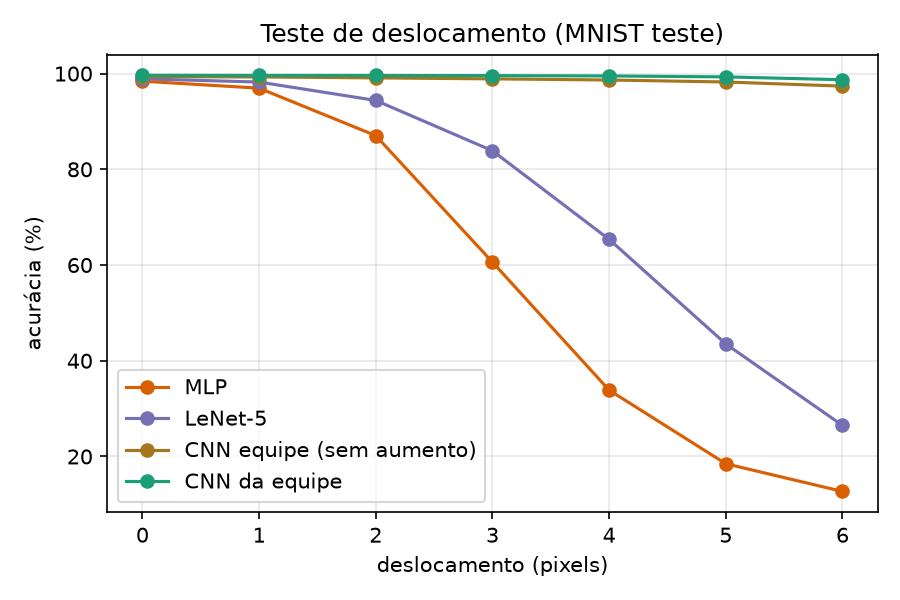 Teste de deslocamento (MNIST teste)
acurácia (%)
100
80
60
40
20
MLP
LeNet-5
CNN equipe (sem aumento)
CNN da equipe
0 1 2 3 4 5 6
deslocamento (pixels)